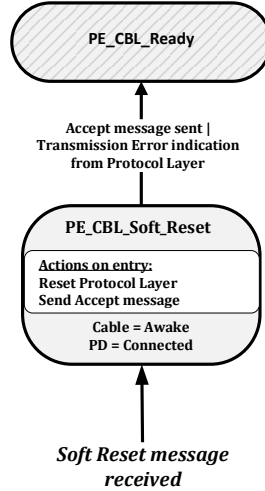 PE_CBL_Ready
Accept message sent |
Transmission Error indication
from Protocol Layer
PE_CBL_Soft_Reset
Actions on entry:
Reset Protocol Layer
Send Accept message
Cable = Awake
PD = Connected
Soft Reset message
received